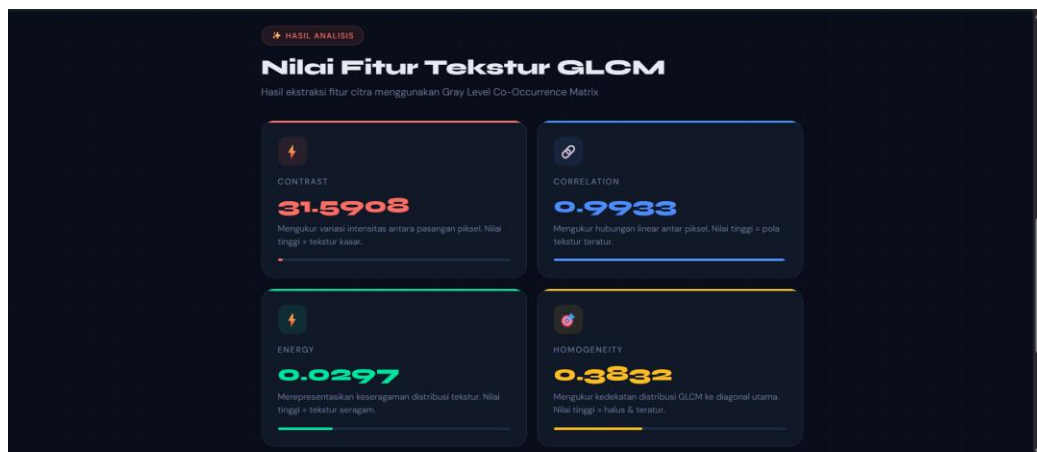 HASIL ANALISIS
Nilai Fitur Tekstur GLCM
Hasil ekstraksi fitur citra menggunakan Gray Level Co-Occurrence Matrix
CONTRAST
31.5908
Mengukur variasi intensitas antara pasangan piksel. Nilai
tinggi = tekstur kasar.
CORRELATION
0.9933
Mengukur hubungan linear antar piksel. Nilai tinggi = pola
tekstur teratur.
ENERGY
0.0297
Merepresentasikan keseragaman distribusi tekstur. Nilai
tinggi = tekstur seragam.
HOMOGENEITY
0.3832
Mengukur kedekatan distribusi GLCM ke diagonal utama.
Nilai tinggi = halus & teratur.